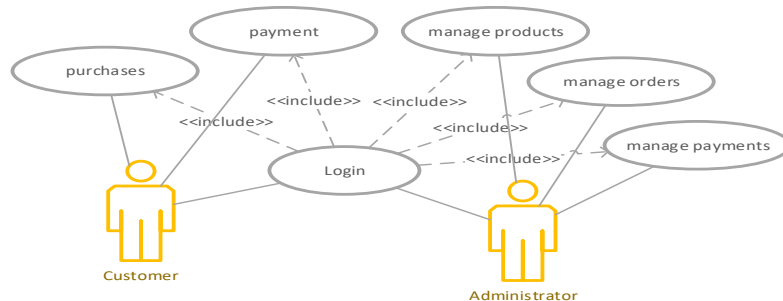 payment
manage products
purchases
manage orders
<<include>>
<<include>>
<<include>>
<<include>>
<<include>>
manage payments
Login
Customer
Administrator